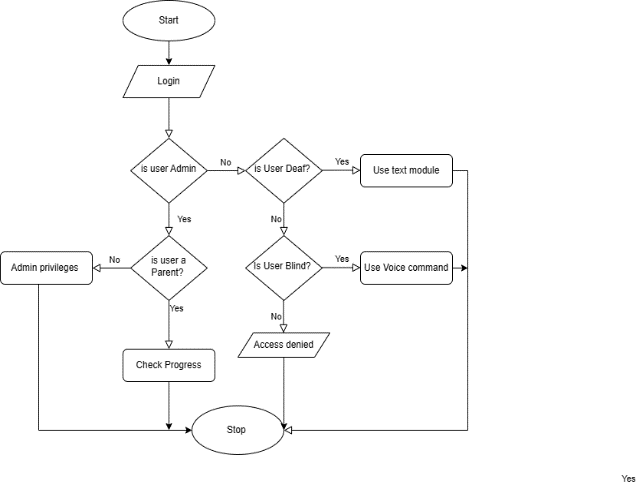 Start
Login
is user Admin
No
is User Deaf?
Yes
Use text module
Yes
No
Admin privileges
No
is user a
Parent?
Is User Blind?
Yes
Use Voice command
Yes
No
Access denied
Check Progress
Stop
Yes